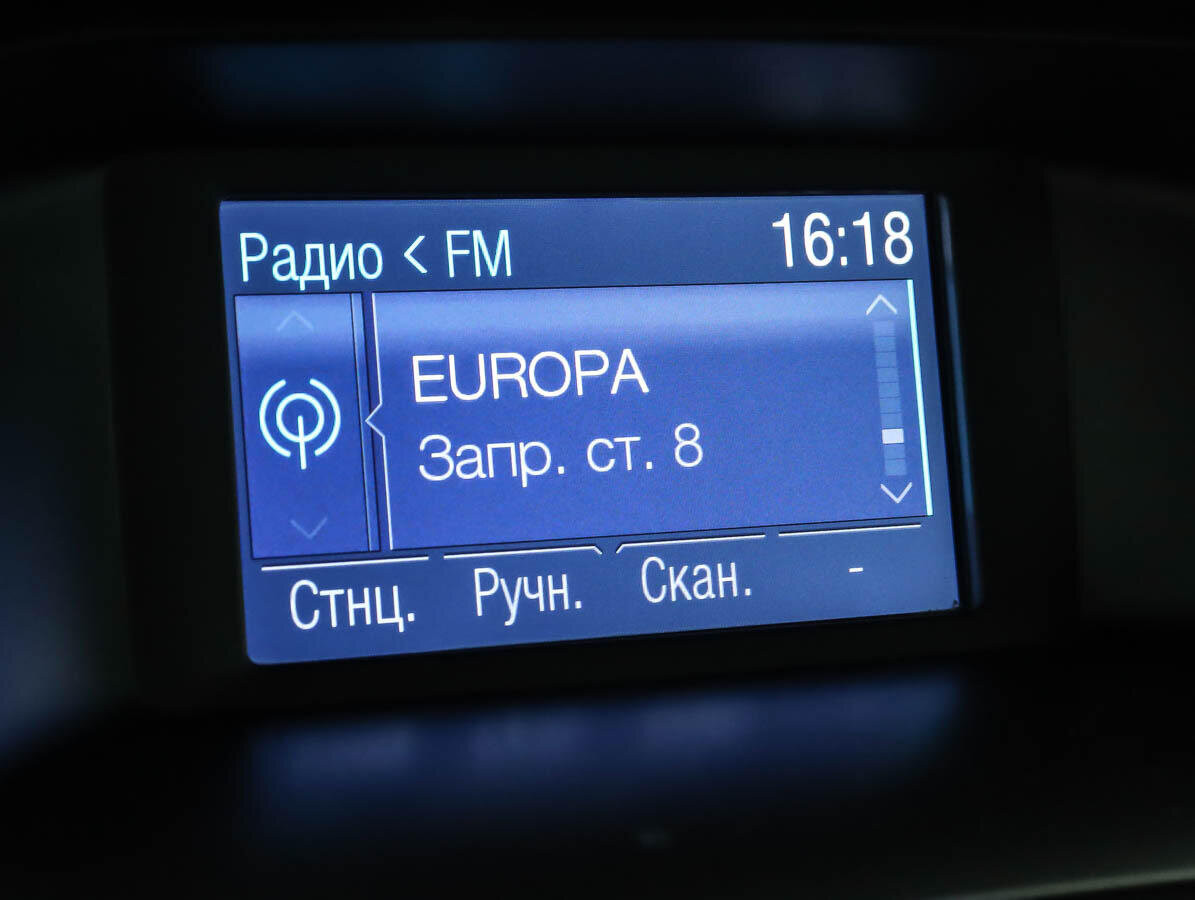 Радио < FM 16:18
EUROPA
Запр. ст. 8
Стнц. Ручн. Скан. -